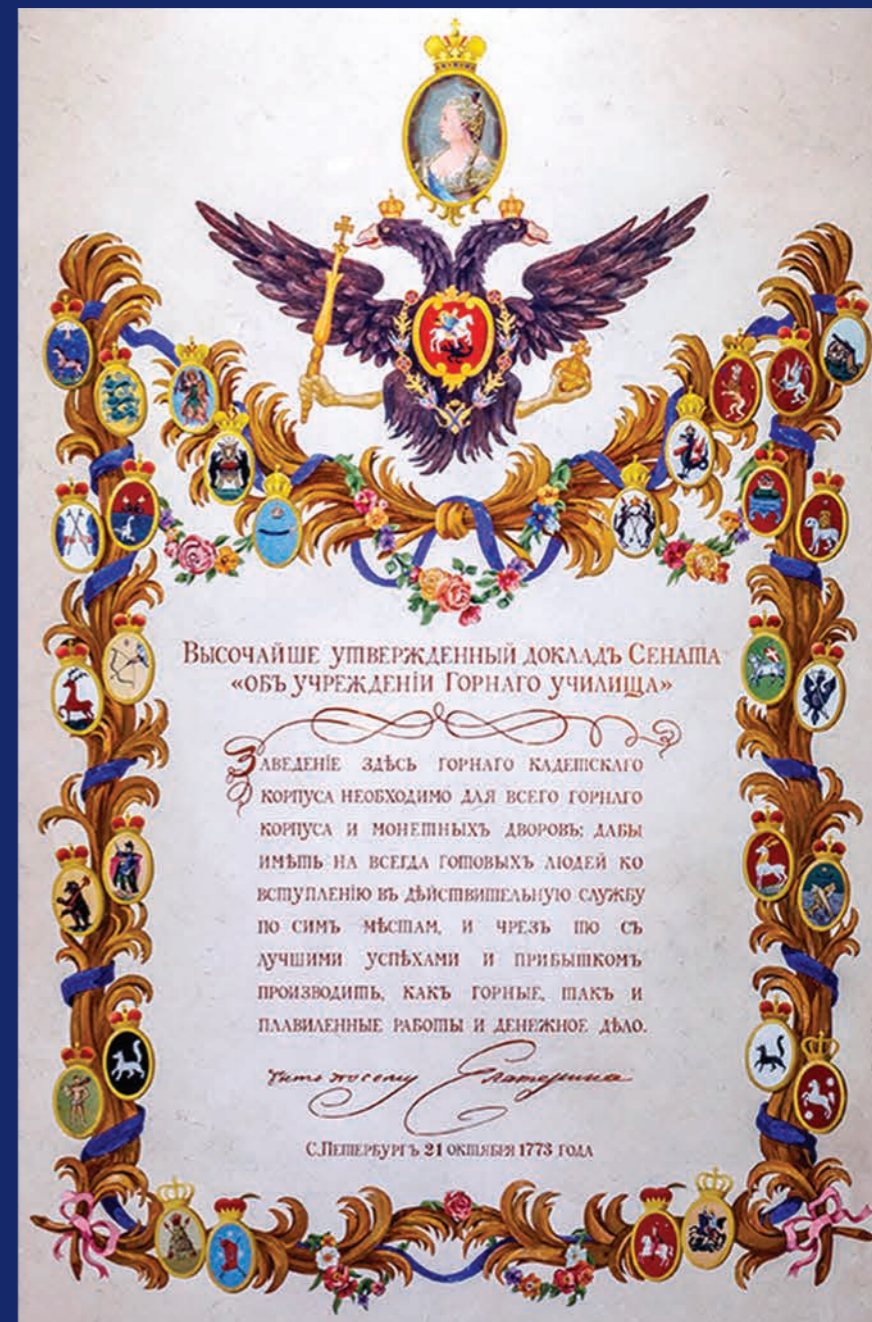 Высочайше утвержденный докладъ Сената
«объ учрежденіи Горнаго училища»
Заведеніе здѣсь горнаго кадетскаго
корпуса необходимо для всего горнаго
корпуса и монетныхъ дворовъ; дабы
имѣть на всегда готовыхъ людей ко
вступленію въ дѣйствительную службу
по симъ мѣстам, и чрезъ то съ
лучшими успѣхами и прибыткомъ
производить, какъ горные, такъ и
плавиленные работы и денежное дѣло.
быть посему Екатерина
С.Петербургъ 21 октября 1773 года